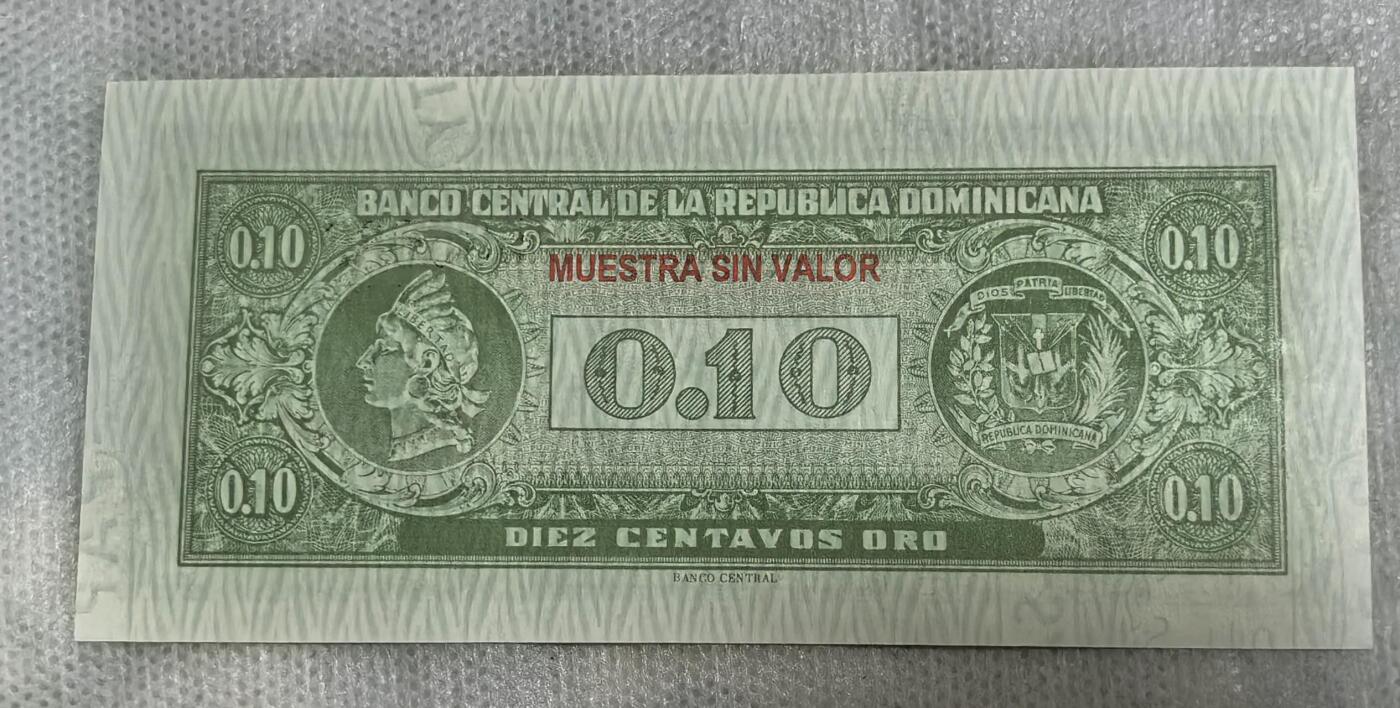 BANCO CENTRAL DE LA REPUBLICA DOMINICANA
0.10
0.10
MUESTRA SIN VALOR
DIOS PATRIA LIBERTAD
0.10
REPUBLICA DOMINICANA
0.10
0.10
DIEZ CENTAVOS ORO
BANCO CENTRAL